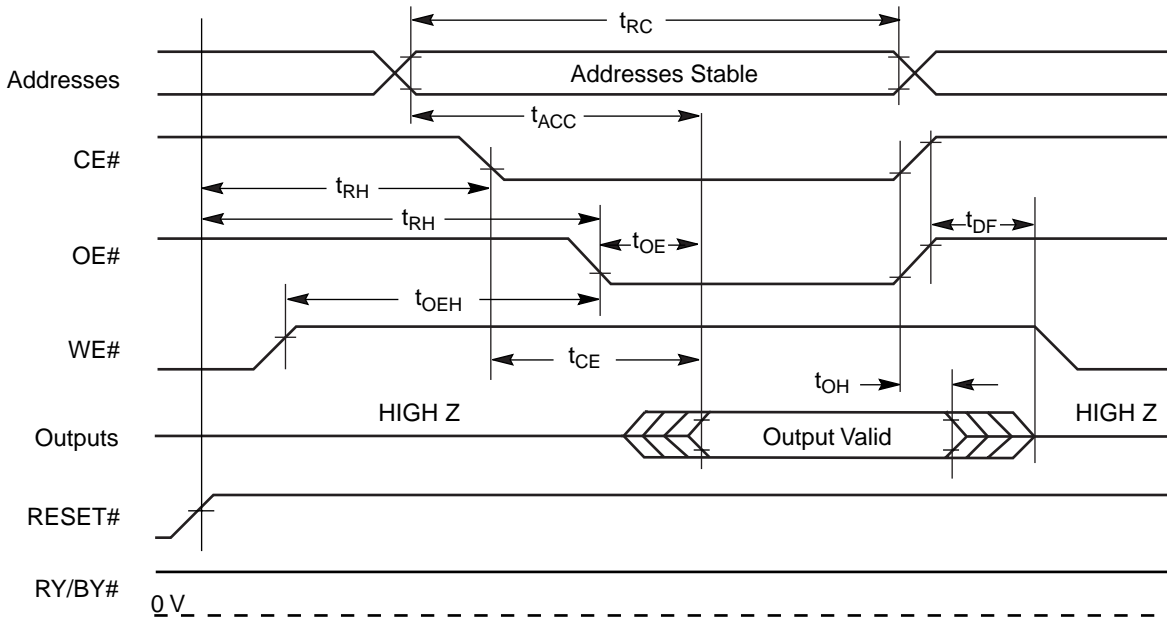 tRC
Addresses
Addresses Stable
tACC
CE#
tRH
tRH
tDF
OE#
tOE
tOEH
WE#
tCE
tOH
HIGH Z
HIGH Z
Outputs
Output Valid
RESET#
RY/BY#
0 V